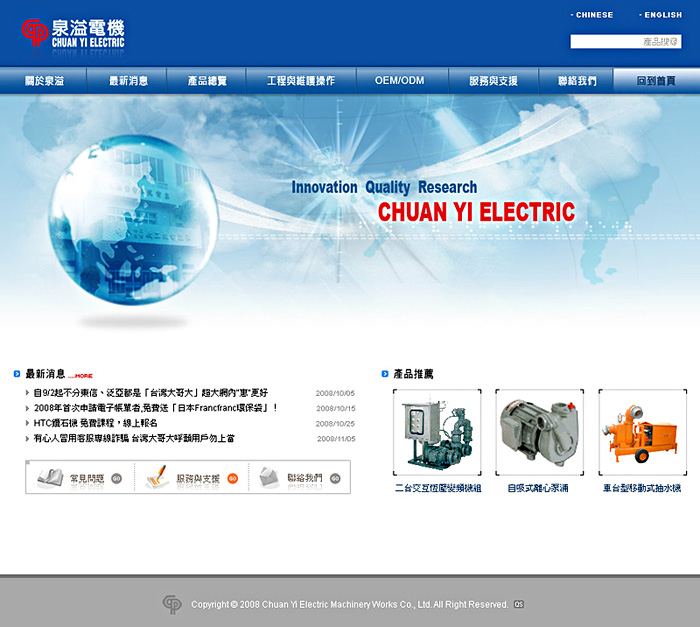 泉溢電機
CHUAN YI ELECTRIC
- CHINESE - ENGLISH
產品搜尋
關於泉溢 最新消息 產品總覽 工程與維護操作 OEM/ODM 服務與支援 聯絡我們 回到首頁
Innovation Quality Research
CHUAN YI ELECTRIC
最新消息 ....MORE
自9/2起不分東信、泛亞都是「台灣大哥大」超大網內"惠"更好 2008/10/05
2008年首次申請電子帳單者,免費送「日本Francfranc環保袋」！ 2008/10/15
HTC鑽石機 免費課程，線上報名 2008/10/25
有心人冒用客服專線詐騙 台灣大哥大呼籲用戶勿上當 2008/11/05
常見問題 GO 服務與支援 GO 聯絡我們 GO
產品推薦
二台交互恆壓變頻機組 自吸式離心泵浦 車台型移動式抽水機
Copyright © 2008 Chuan Yi Electric Machinery Works Co., Ltd. All Right Reserved.